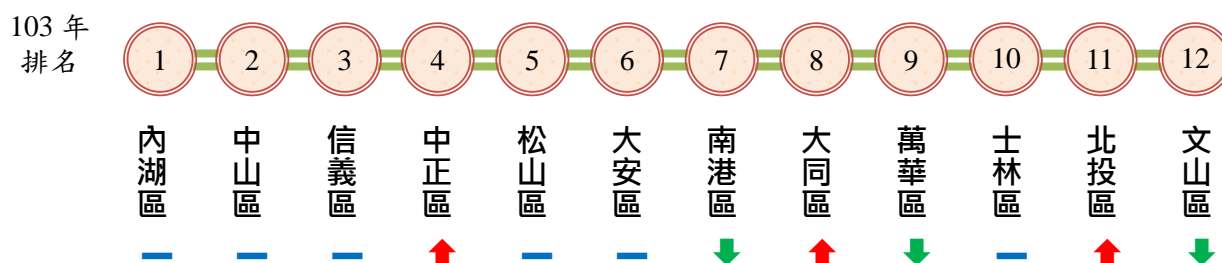 103 年
排名
1 2 3 4 5 6 7 8 9 10 11 12
內湖區
中山區
信義區
中正區
松山區
大安區
南港區
大同區
萬華區
士林區
北投區
文山區